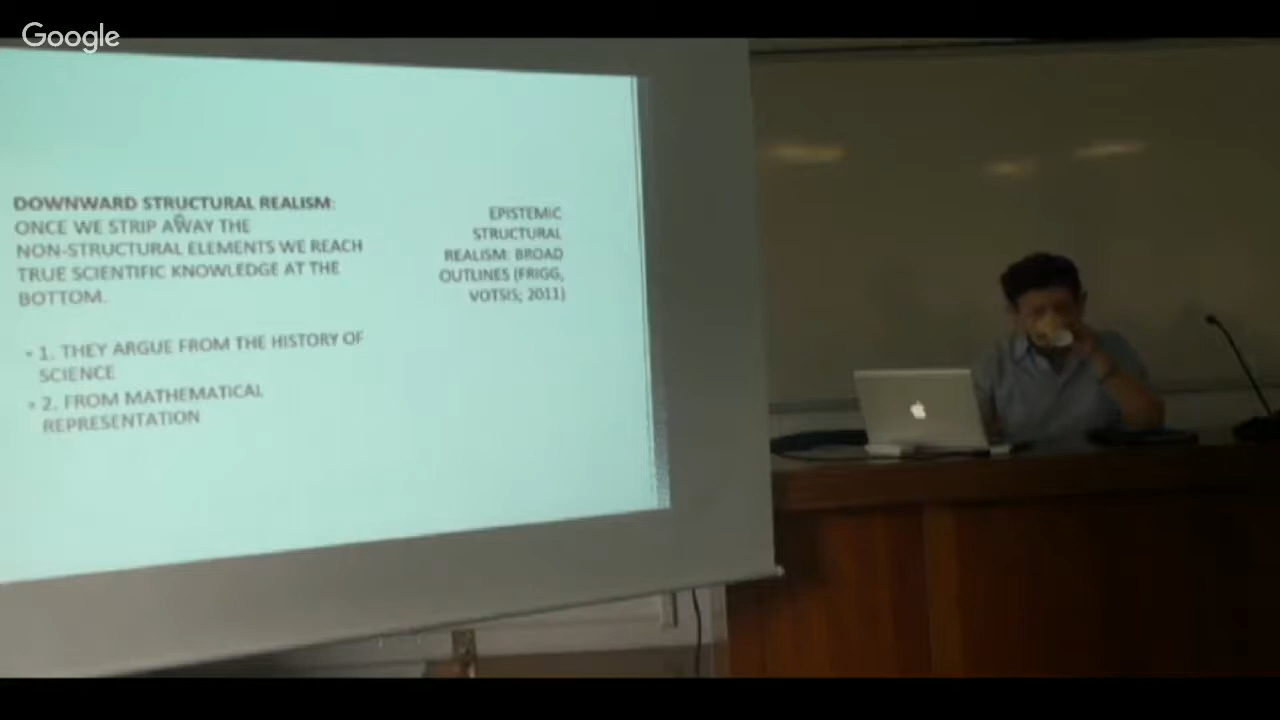 Google
DOWNWARD STRUCTURAL REALISM:
ONCE WE STRIP AWAY THE
NON-STRUCTURAL ELEMENTS WE REACH
TRUE SCIENTIFIC KNOWLEDGE AT THE
BOTTOM.
• 1. THEY ARGUE FROM THE HISTORY OF
SCIENCE
• 2. FROM MATHEMATICAL
REPRESENTATION
EPISTEMIC
STRUCTURAL
REALISM: BROAD
OUTLINES (FRIGG,
VOTSIS; 2011)